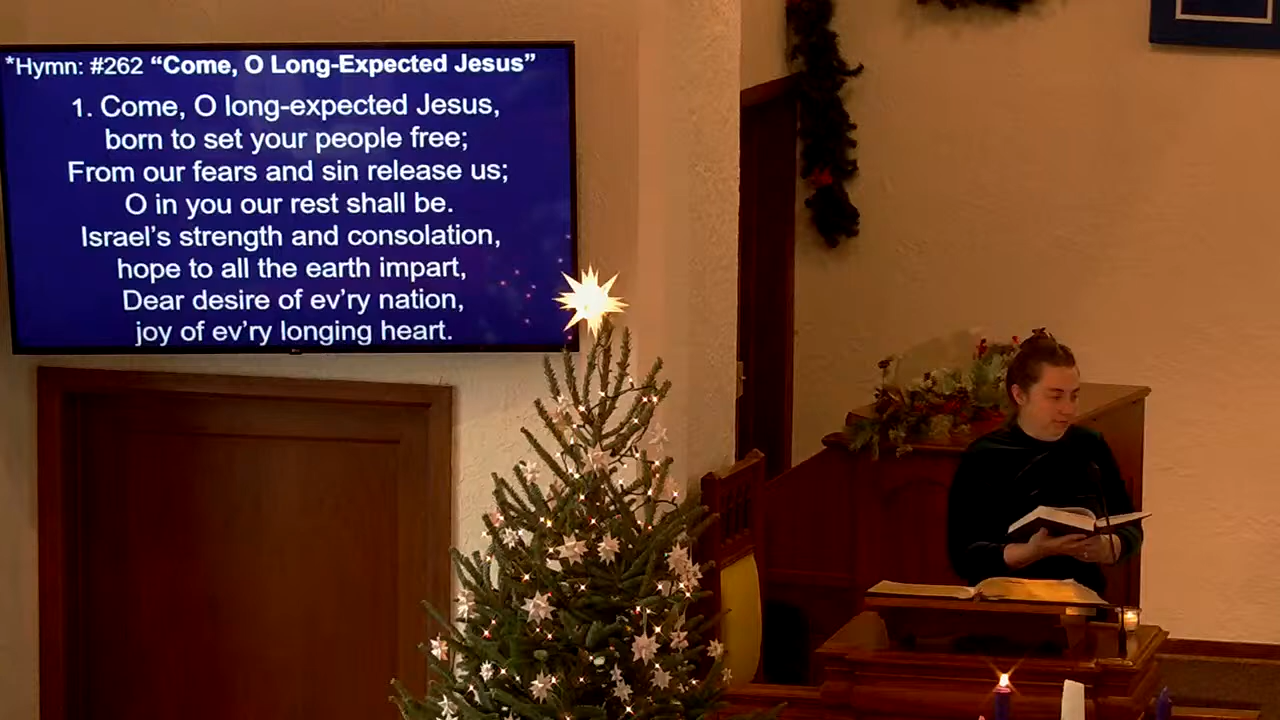 *Hymn: #262 “Come, O Long-Expected Jesus”
1. Come, O long-expected Jesus,
born to set your people free;
From our fears and sin release us;
O in you our rest shall be.
Israel’s strength and consolation,
hope to all the earth impart,
Dear desire of ev’ry nation,
joy of ev’ry longing heart.